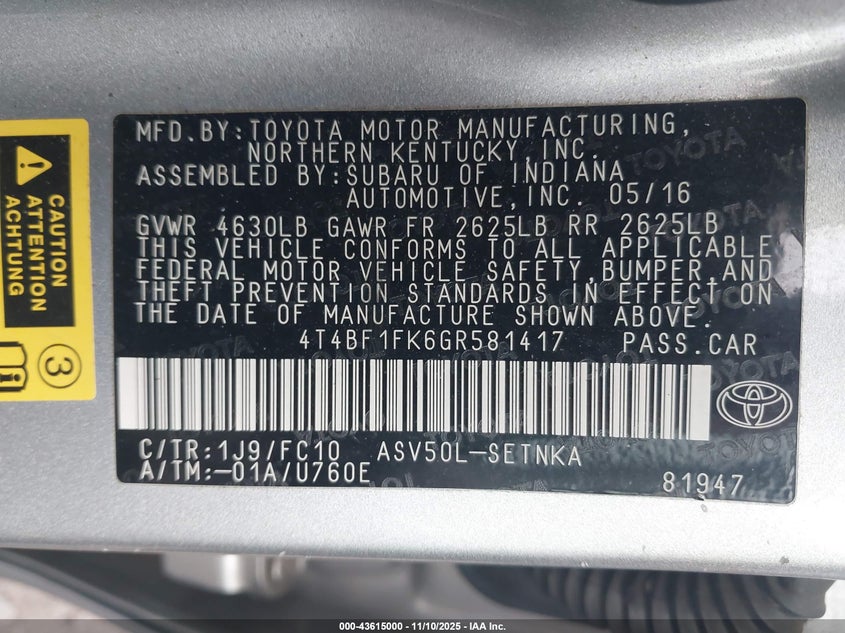 CAUTION
ATTENTION
ACHTUNG
3
MFD.BY:TOYOTA MOTOR MANUFACTURING,
NORTHERN KENTUCKY,INC.
ASSEMBLED BY:SUBARU OF INDIANA
AUTOMOTIVE,INC. 05/16
GVWR 4630LB GAWR FR 2625LB RR 2625LB
THIS VEHICLE CONFORMS TO ALL APPLICABLE
FEDERAL MOTOR VEHICLE SAFETY,BUMPER,AND
THEFT PREVENTION STANDARDS IN EFFECT ON
THE DATE OF MANUFACTURE SHOWN ABOVE.
4T4BF1FK6GR581417 PASS.CAR
C/TR:1J9/FC10 ASV50L-SETNKA
A/TM:-01A/U760E
81947
000-43615000 - 11/10/2025 - IAA Inc.